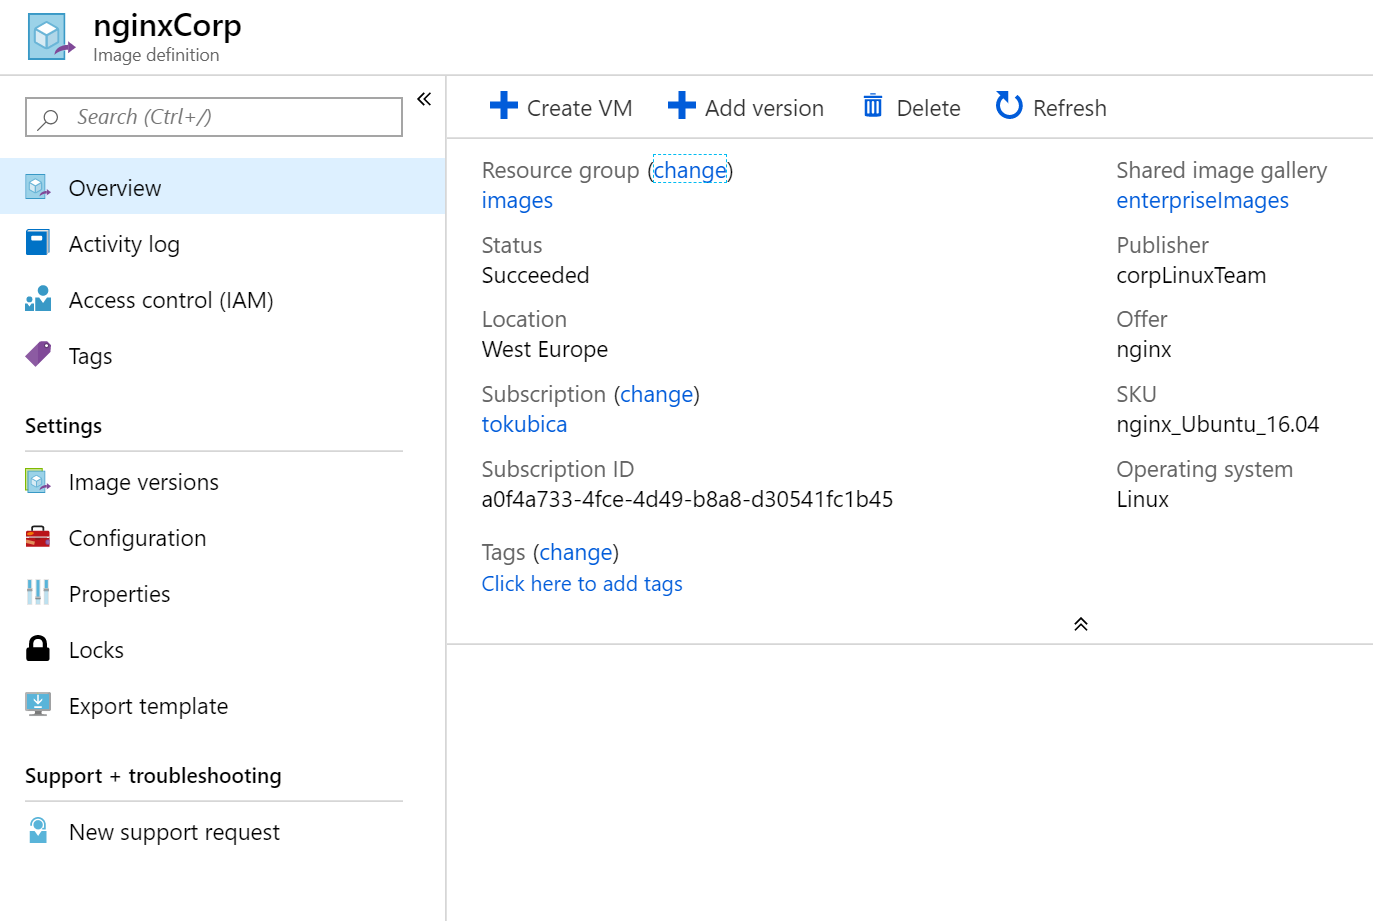 nginxCorp
Image definition
Search (Ctrl+/)
«
Overview
Activity log
Access control (IAM)
Tags
Settings
Image versions
Configuration
Properties
Locks
Export template
Support + troubleshooting
New support request
Create VM
Add version
Delete
Refresh
Resource group (change)
images
Status
Succeeded
Location
West Europe
Subscription (change)
tokubica
Subscription ID
a0f4a733-4fce-4d49-b8a8-d30541fc1b45
Tags (change)
Click here to add tags
Shared image gallery
enterpriseImages
Publisher
corpLinuxTeam
Offer
nginx
SKU
nginx_Ubuntu_16.04
Operating system
Linux